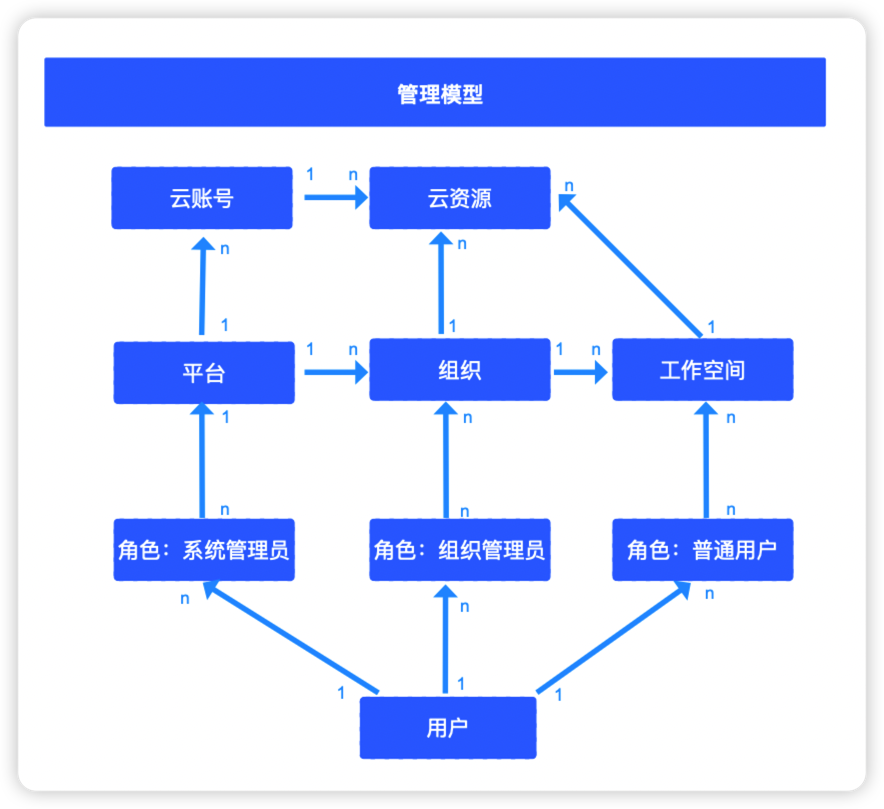 管理模型
1 n n
云账号 云资源
n n
1 1 1
1 n 1 n
平台 组织 工作空间
1 n n
n n n
角色：系统管理员 角色：组织管理员 角色：普通用户
n n n
1 1 1
用户